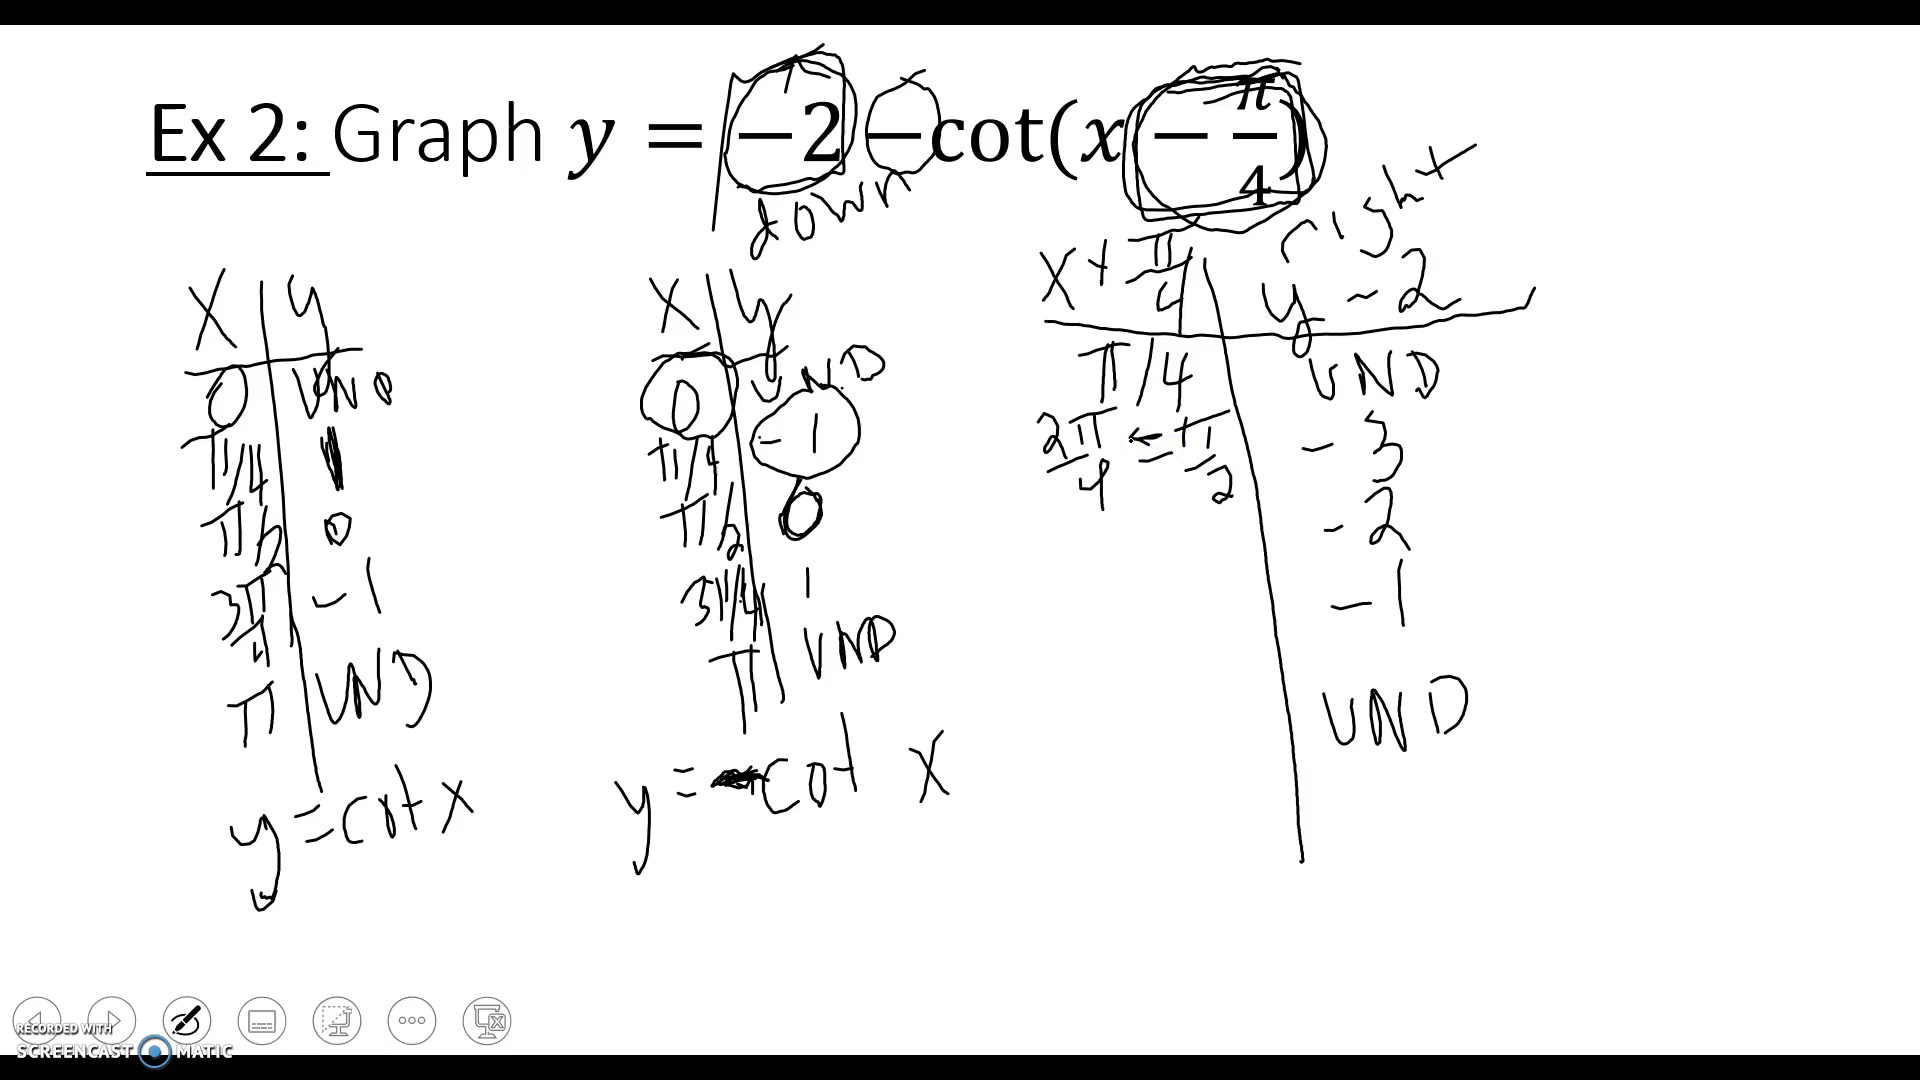 Ex 2: Graph y = −2 −cot(x − π/4)
down
right
x | y
0 | UND
π/4 | 1
π/2 | 0
3π/4 | -1
π | UND
y = cot x
x | y
0 | UND
π/4 | -1
π/2 | 0
3π/4 | 1
π | UND
y = -cot x
x + π/4 | y - 2
π/4 | UND
2π/4 = π/2 | -3
-2
-1
UND
RECORDED WITH
SCREENCAST MATIC